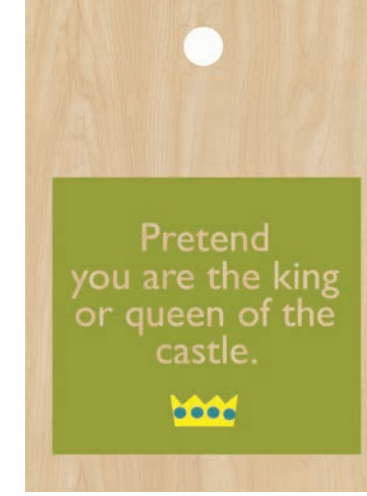 Pretend
you are the king
or queen of the
castle.